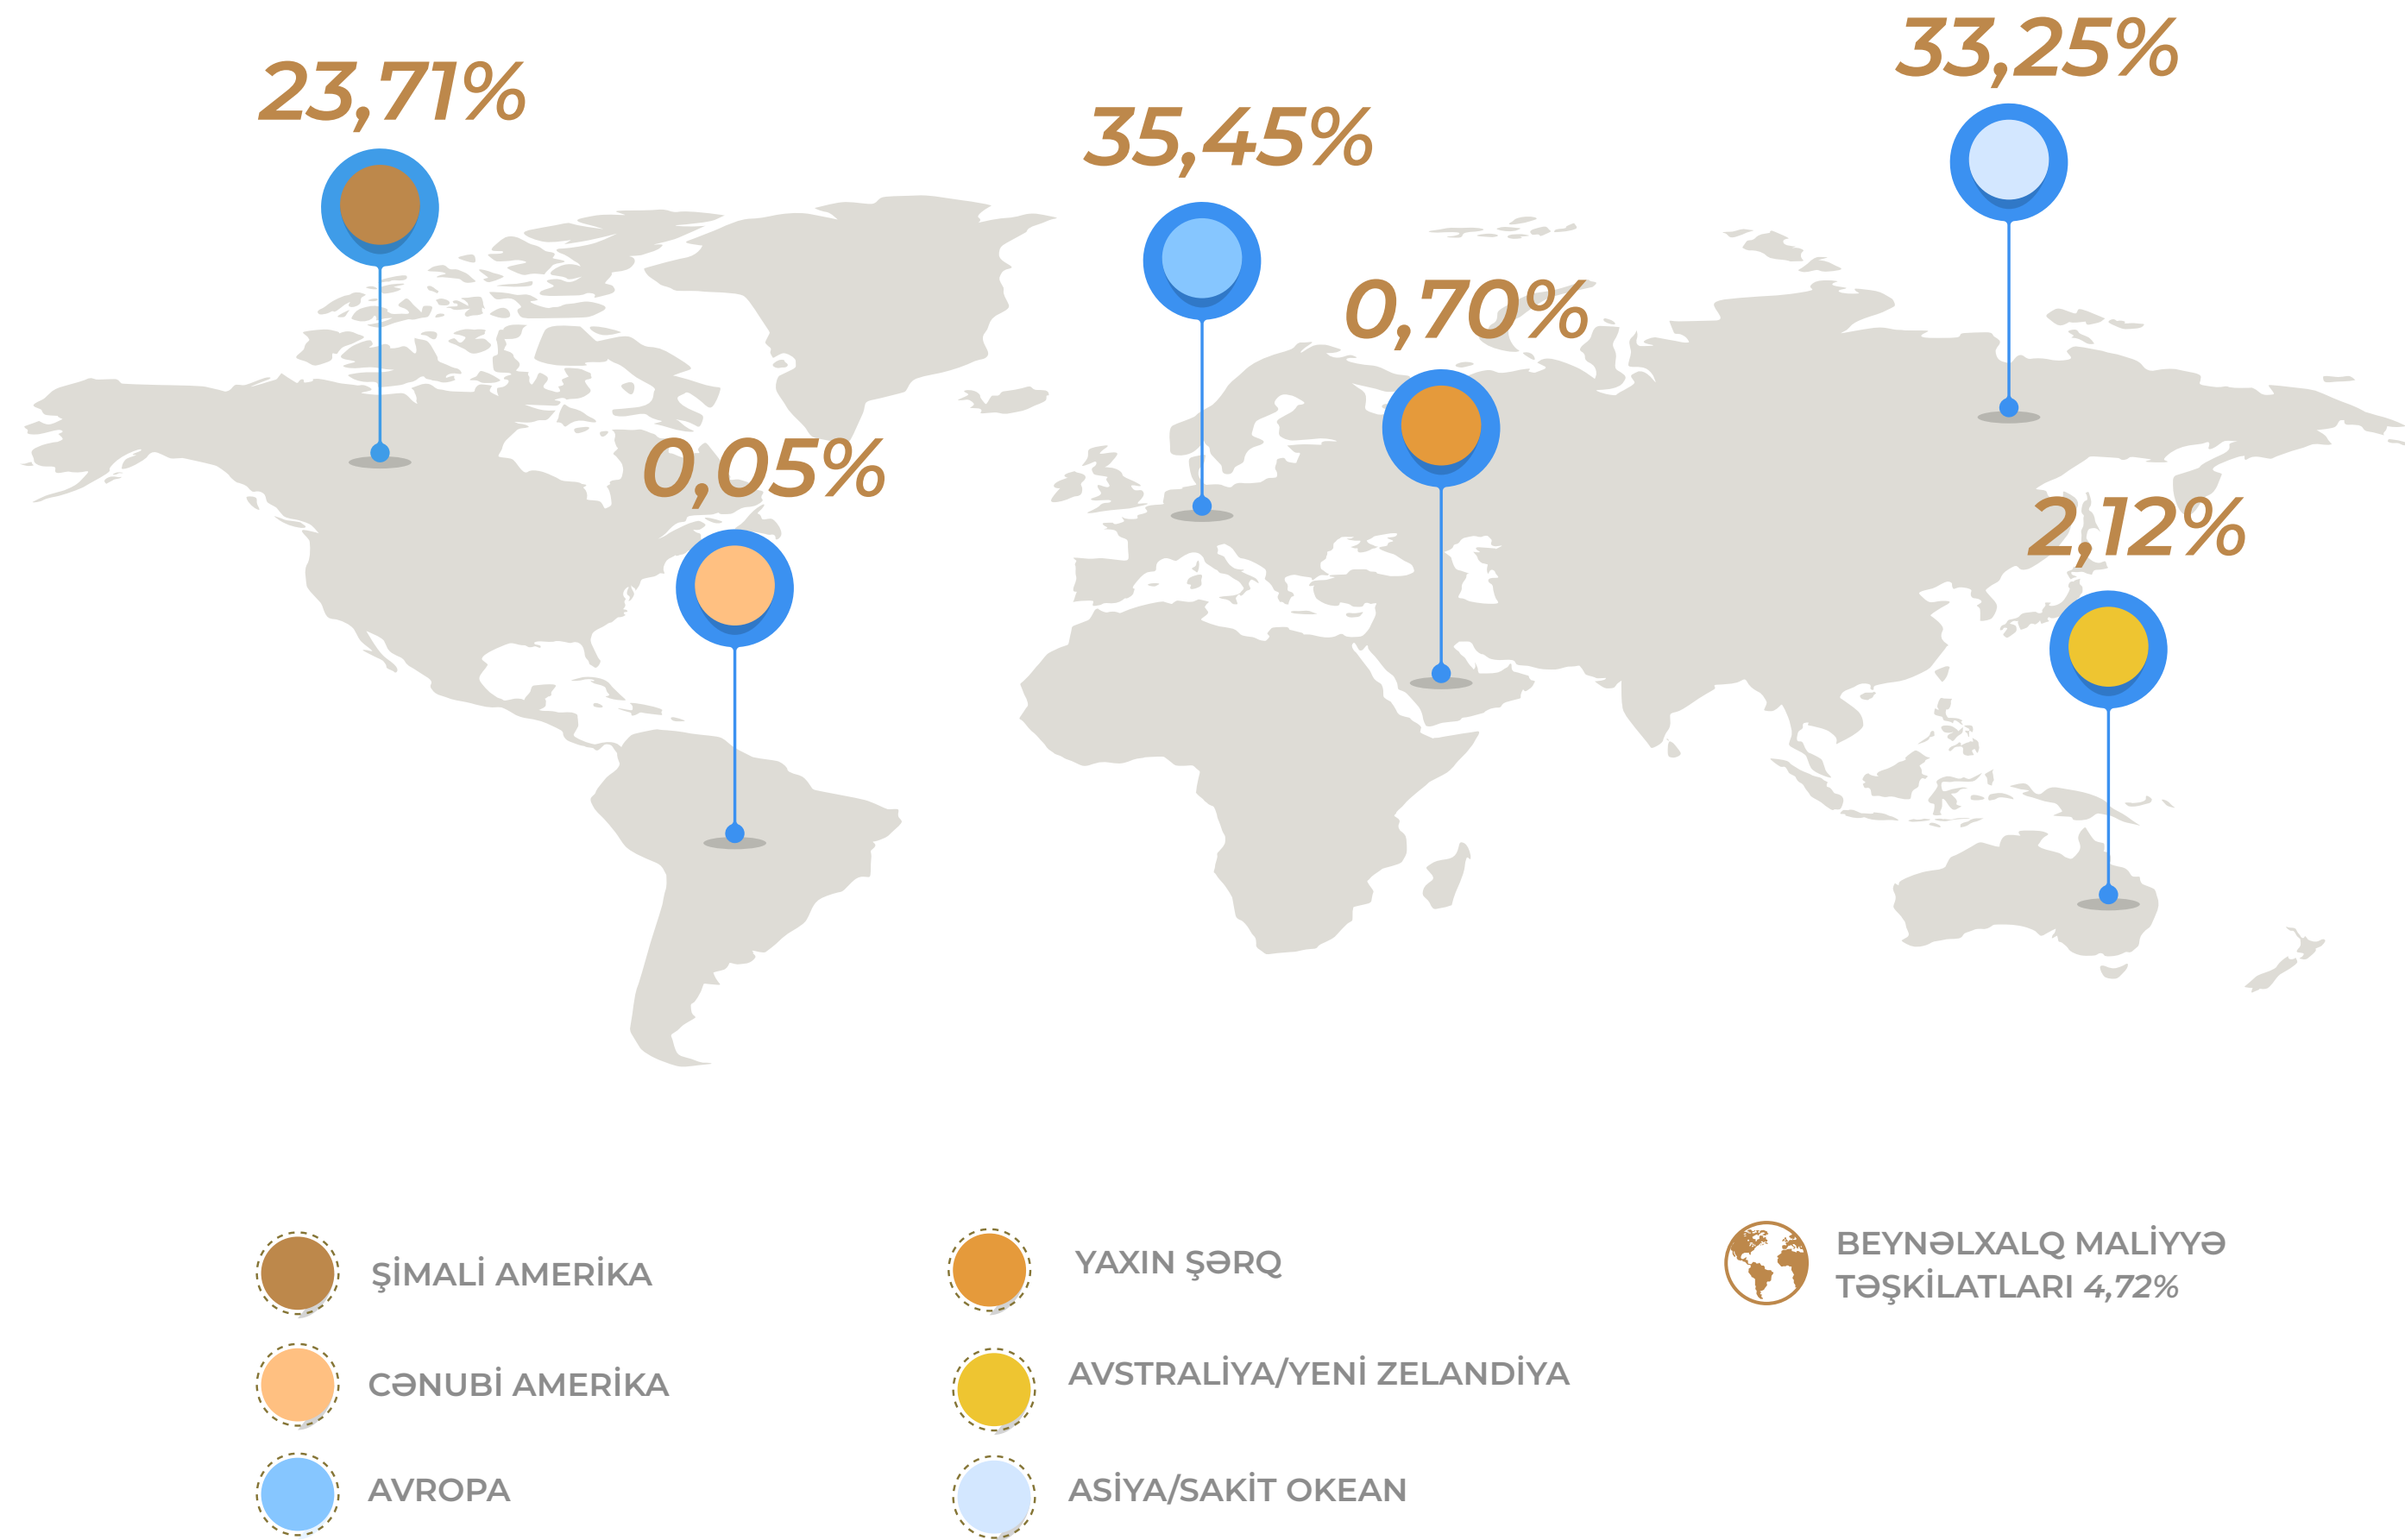 33,25%
23,71%
35,45%
0,70%
0,05%
2,12%
ŞİMALİ AMERİKA
CƏNUBİ AMERİKA
AVROPA
YAXIN ŞƏRQ
AVSTRALİYA/YENİ ZELANDİYA
ASİYA/SAKİT OKEAN
BEYNƏLXALQ MALİYYƏ
TƏŞKİLATLARI 4,72%